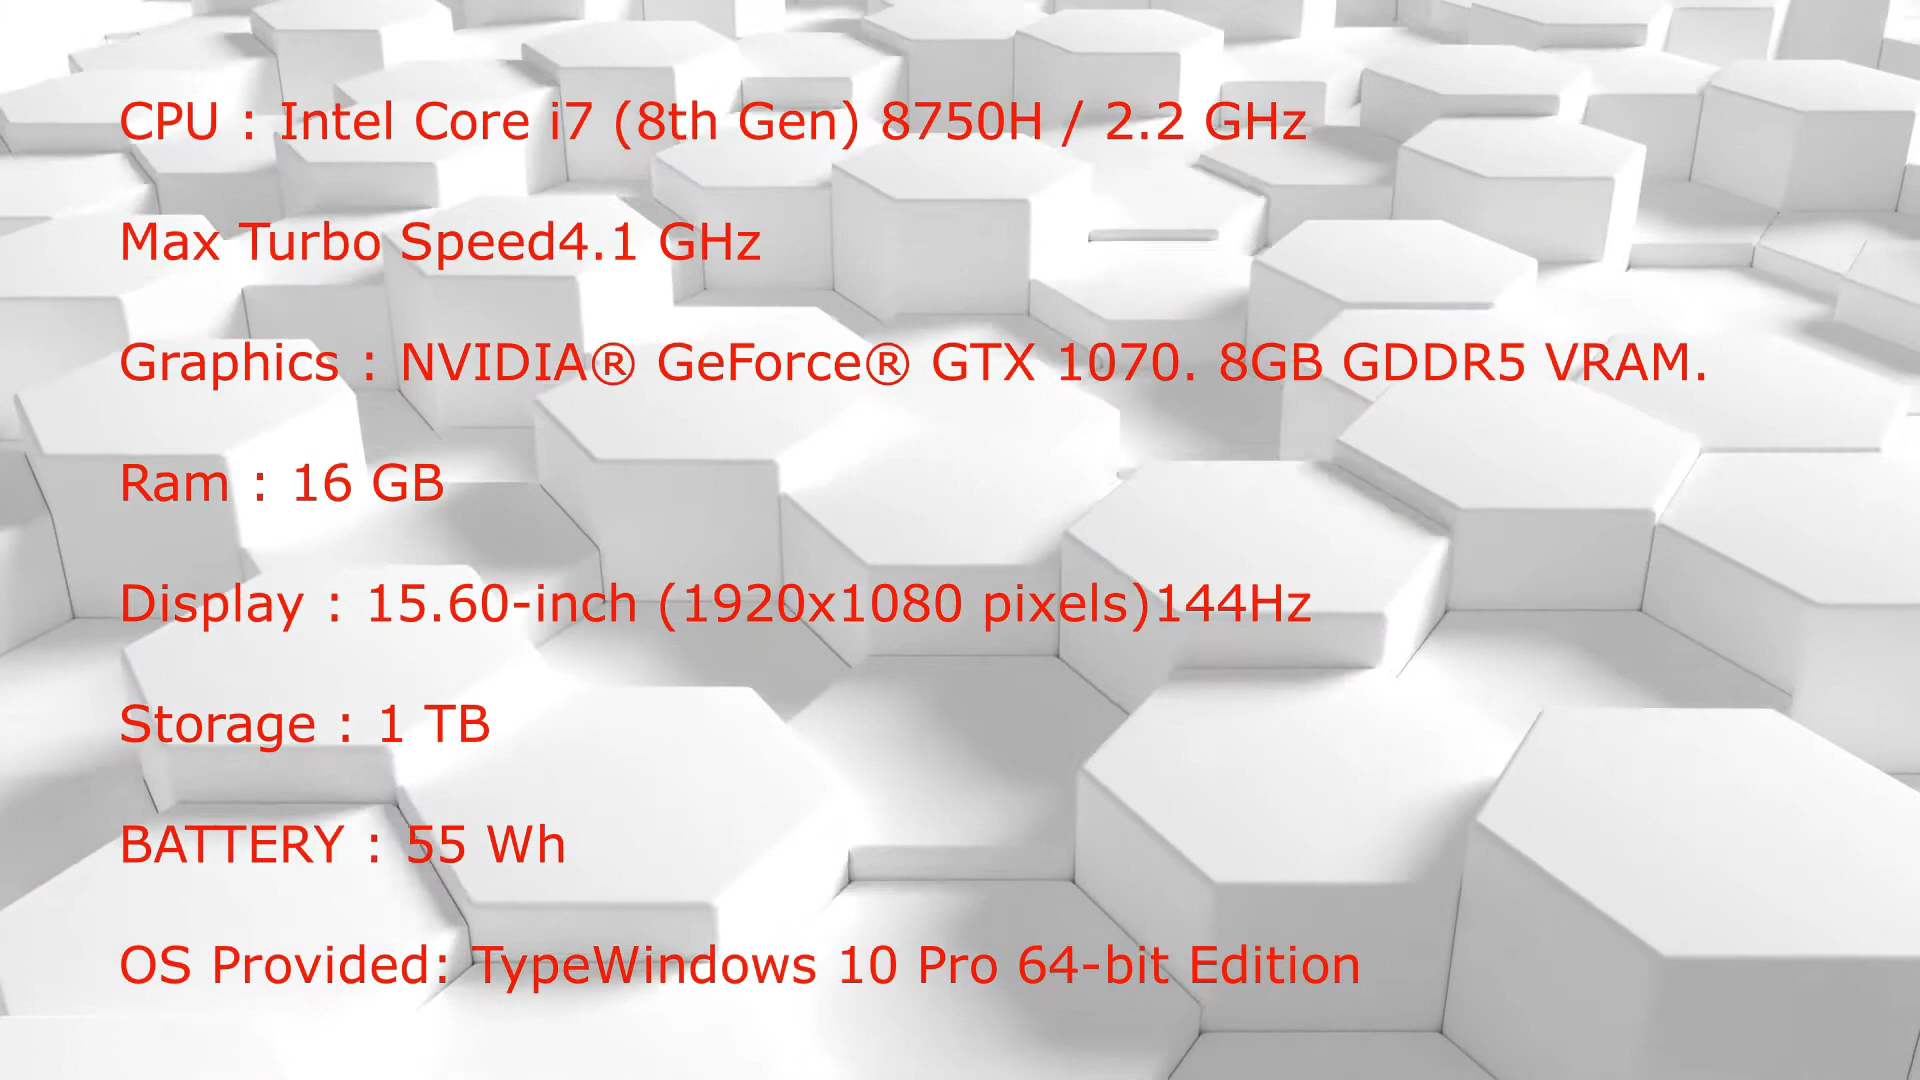 CPU : Intel Core i7 (8th Gen) 8750H / 2.2 GHz
Max Turbo Speed4.1 GHz
Graphics : NVIDIA® GeForce® GTX 1070. 8GB GDDR5 VRAM.
Ram : 16 GB
Display : 15.60-inch (1920x1080 pixels)144Hz
Storage : 1 TB
BATTERY : 55 Wh
OS Provided: TypeWindows 10 Pro 64-bit Edition